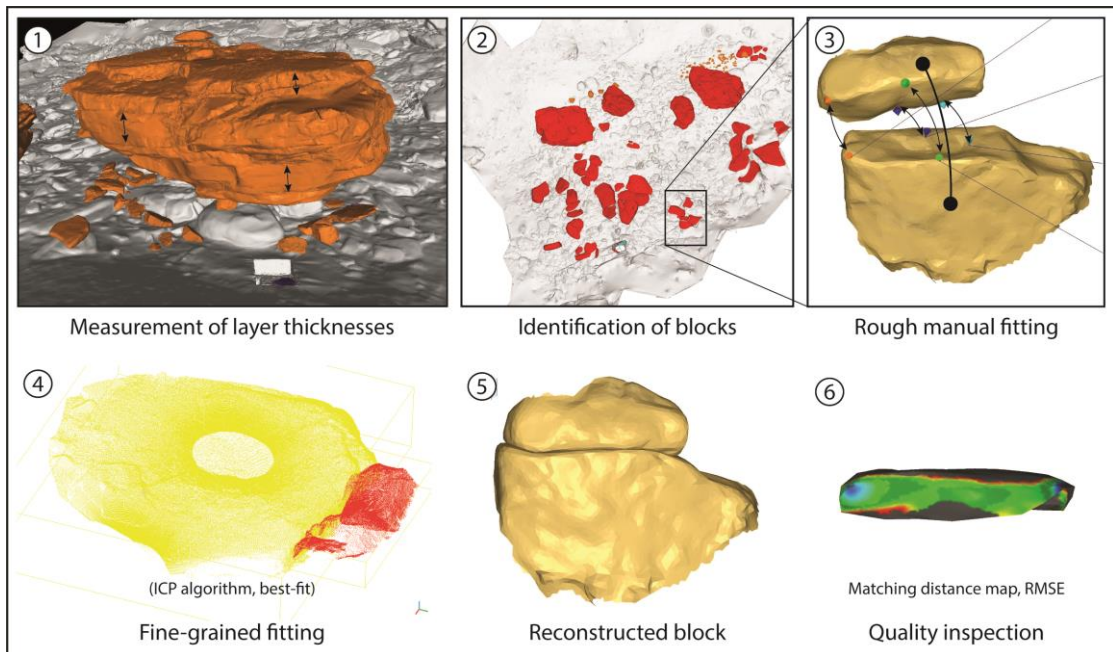 1
2
3
Measurement of layer thicknesses
Identification of blocks
Rough manual fitting
4
5
6
(ICP algorithm, best-fit)
Matching distance map, RMSE
Fine-grained fitting
Reconstructed block
Quality inspection